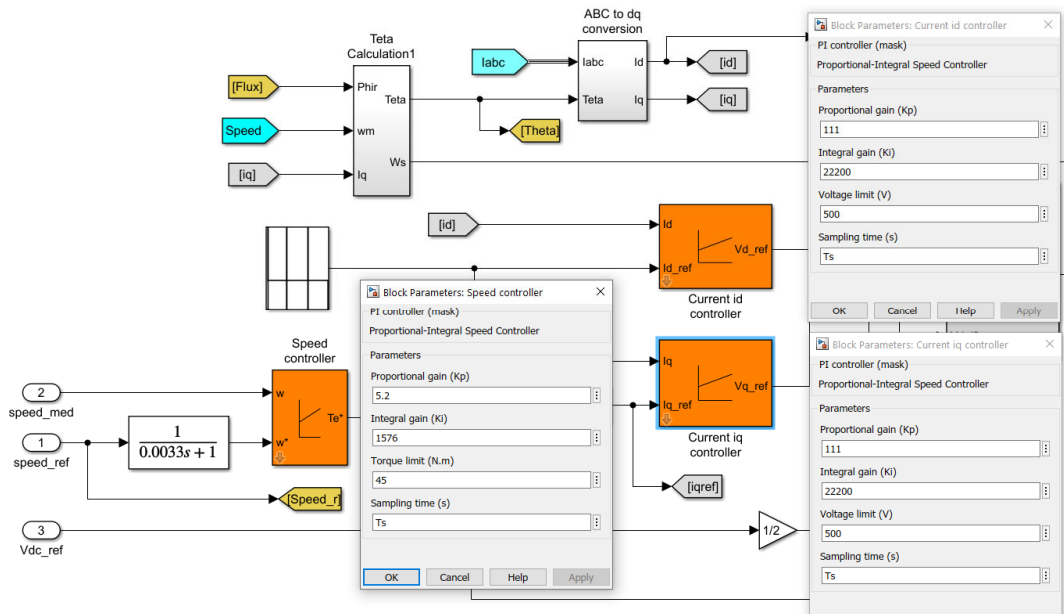 ABC to dq
conversion
Iabc
Iabc
Id
[id]
Teta
Iq
[iq]
Teta
Calculation1
[Flux]
Phir
Teta
Speed
wm
[Theta]
Ws
[iq]
Iq
[id]
Id
Vd_ref
Id_ref
Current id
controller
Speed
controller
2
speed_med
w
Te*
1
speed_ref
1
0.0033s + 1
w*
[Speed_r]
3
Vdc_ref
Block Parameters: Speed controller
PI controller (mask)
Proportional-Integral Speed Controller
Parameters
Proportional gain (Kp)
5.2
Integral gain (Ki)
1576
Torque limit (N.m)
45
Sampling time (s)
Ts
OK Cancel Help Apply
Iq
Vq_ref
Iq_ref
Current iq
controller
[iqref]
1/2
Block Parameters: Current id controller
PI controller (mask)
Proportional-Integral Speed Controller
Parameters
Proportional gain (Kp)
111
Integral gain (Ki)
22200
Voltage limit (V)
500
Sampling time (s)
Ts
OK Cancel Help Apply
Block Parameters: Current iq controller
PI controller (mask)
Proportional-Integral Speed Controller
Parameters
Proportional gain (Kp)
111
Integral gain (Ki)
22200
Voltage limit (V)
500
Sampling time (s)
Ts